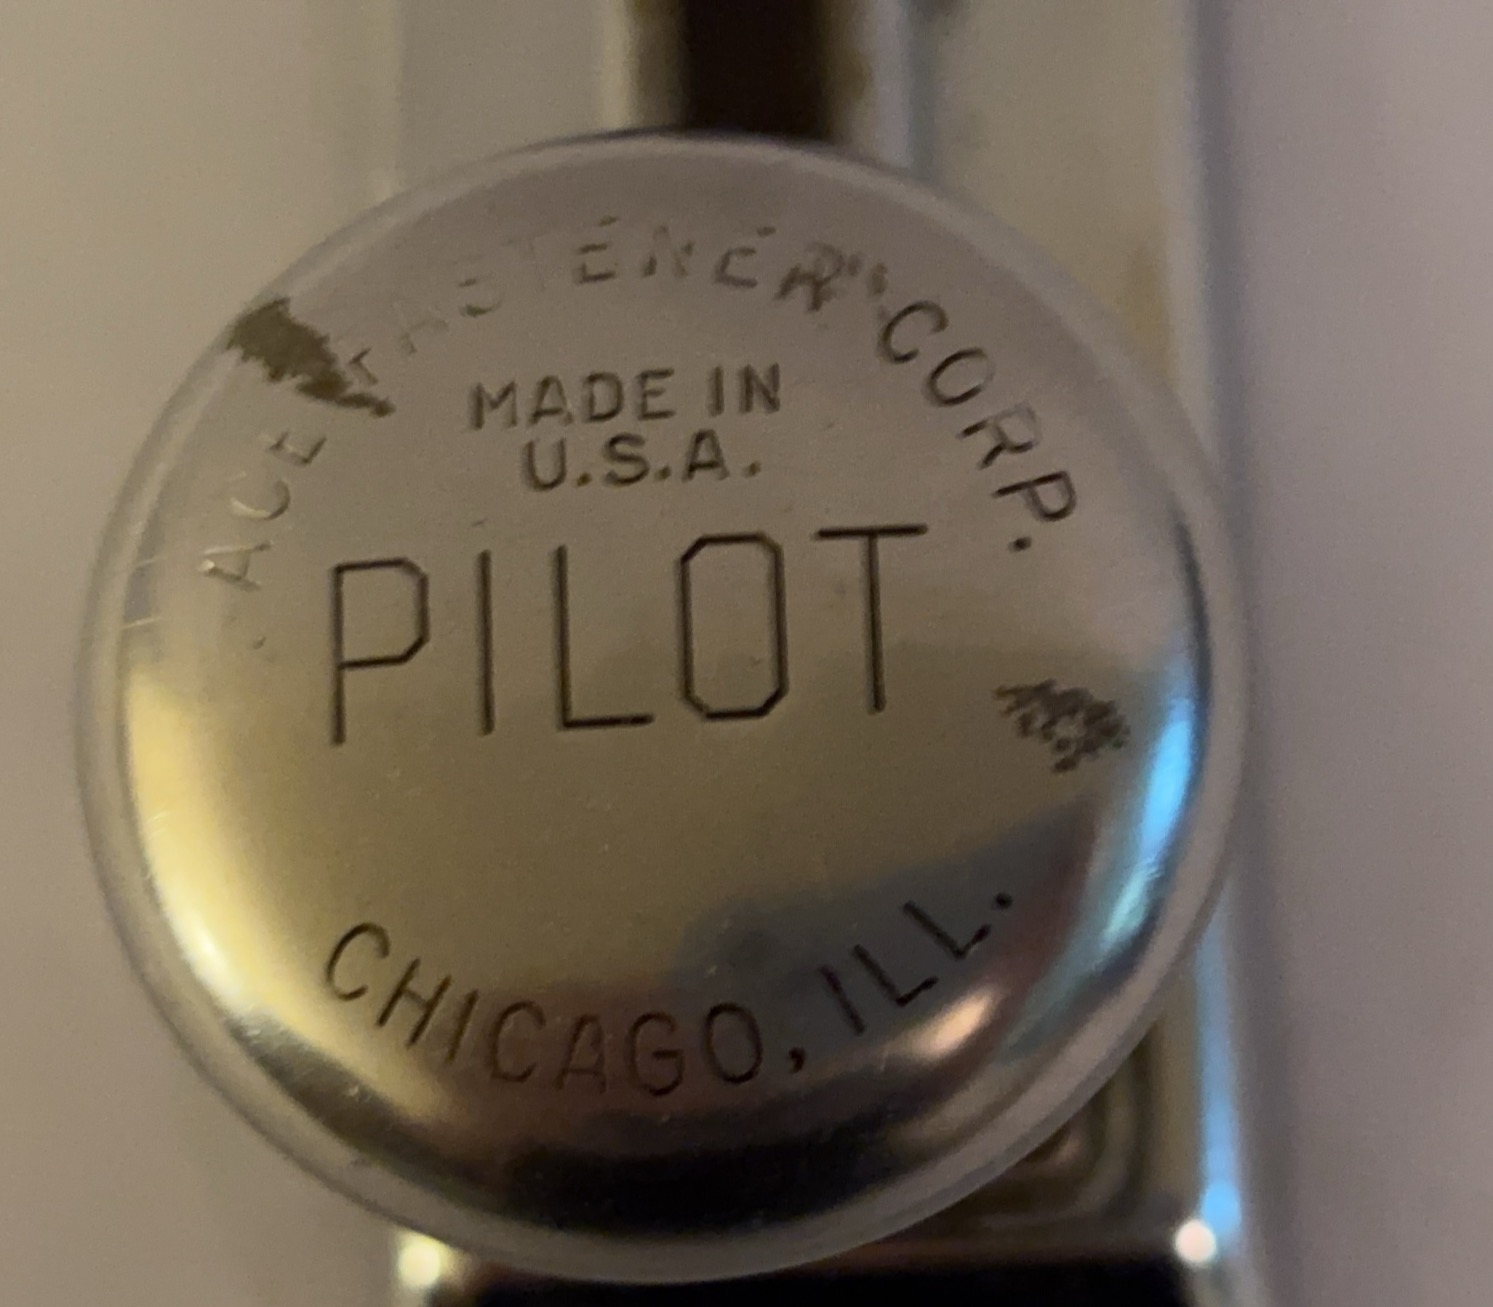 ACE FASTENER CORP.
MADE IN
U.S.A.
PILOT
CHICAGO, ILL.